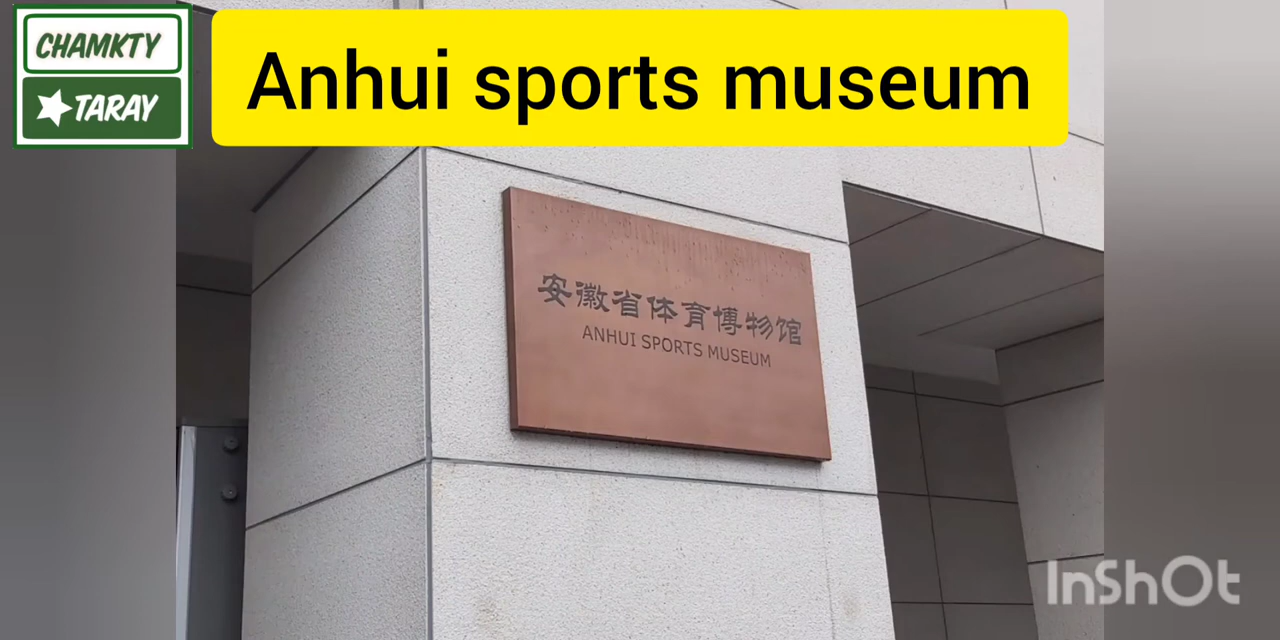 CHAMKTY
TARAY
Anhui sports museum
安徽省体育博物馆
ANHUI SPORTS MUSEUM
InShOt